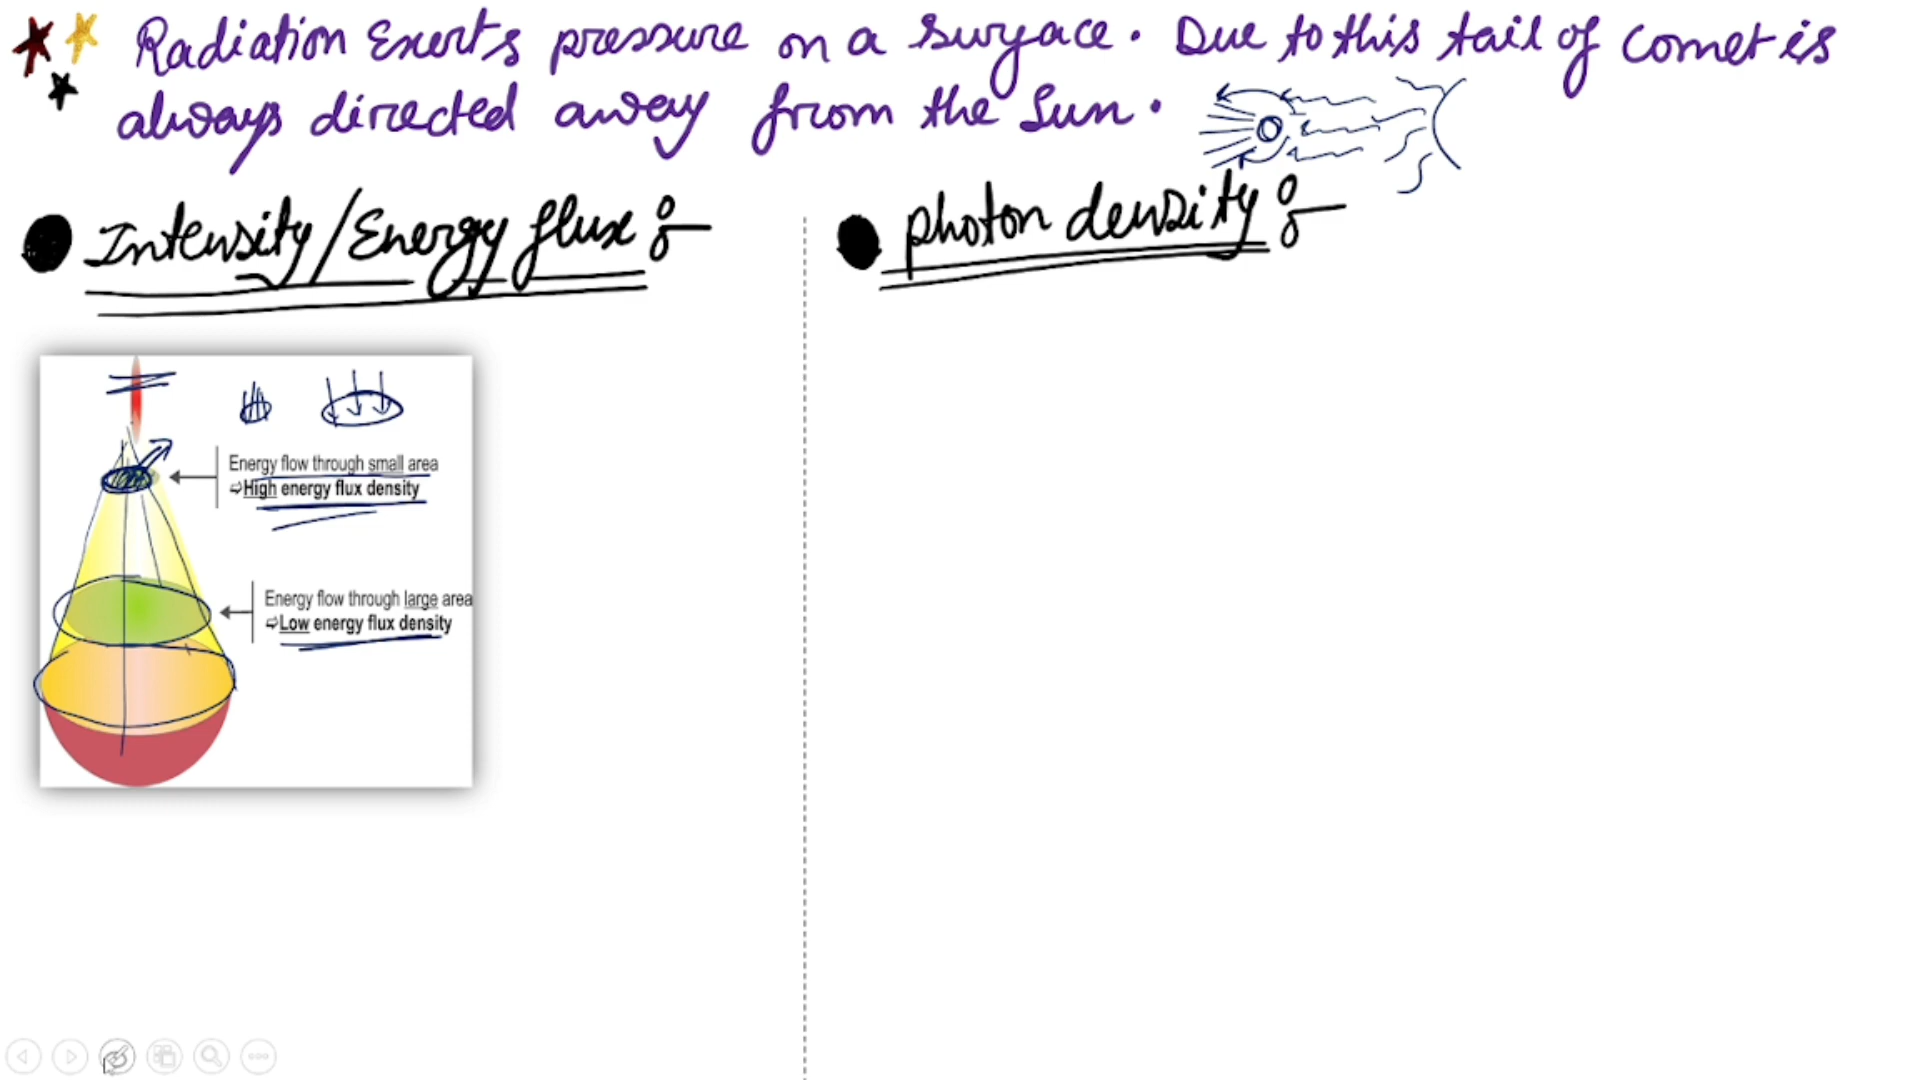 Radiation Exerts pressure on a surface. Due to this tail of comet is
always directed away from the Sun.
Intensity/Energy flux :-
photon density :-
Energy flow through small area
⇨High energy flux density
Energy flow through large area
⇨Low energy flux density